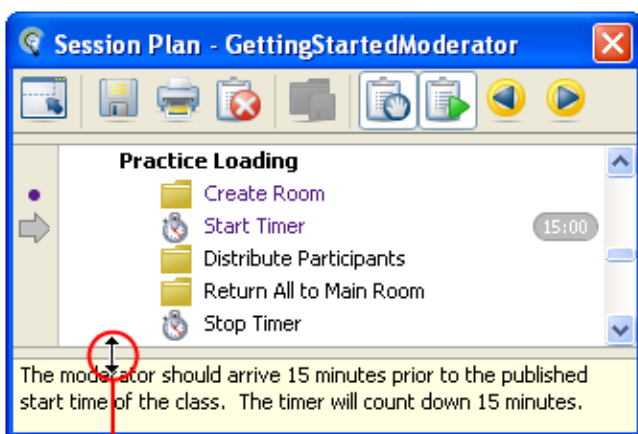 Session Plan - GettingStartedModerator
Practice Loading
Create Room
Start Timer 15:00
Distribute Participants
Return All to Main Room
Stop Timer
The moderator should arrive 15 minutes prior to the published
start time of the class.  The timer will count down 15 minutes.